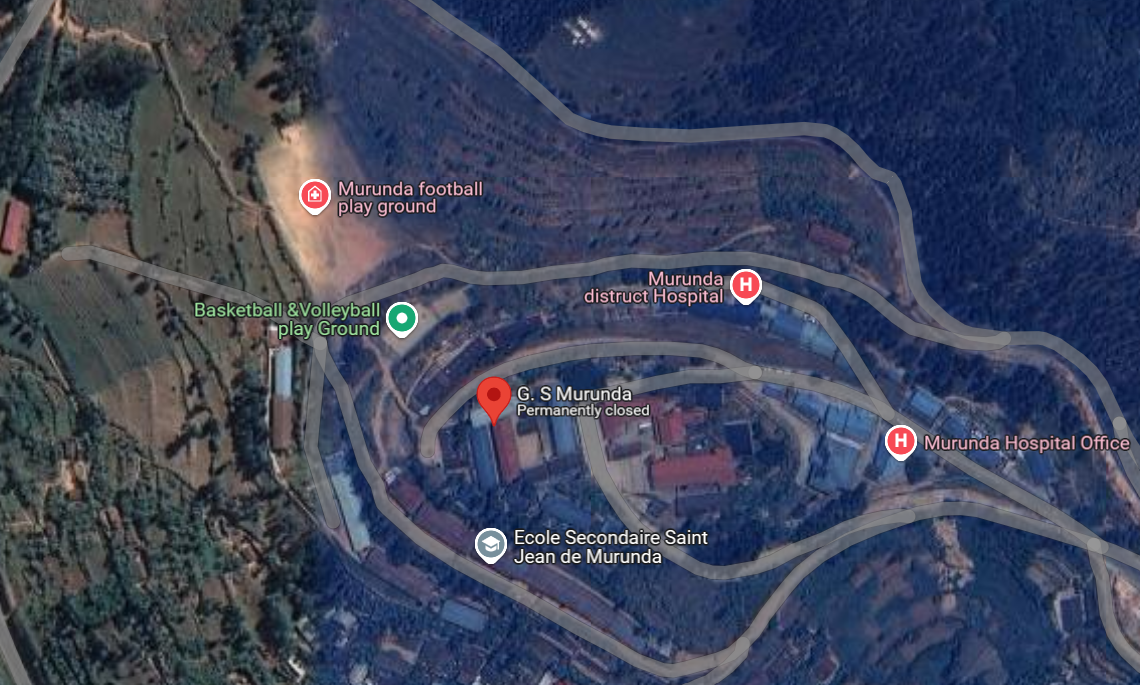 Murunda football
play ground
Murunda
distruct Hospital
Basketball &Volleyball
play Ground
G. S Murunda
Permanently closed
H Murunda Hospital Office
Ecole Secondaire Saint
Jean de Murunda